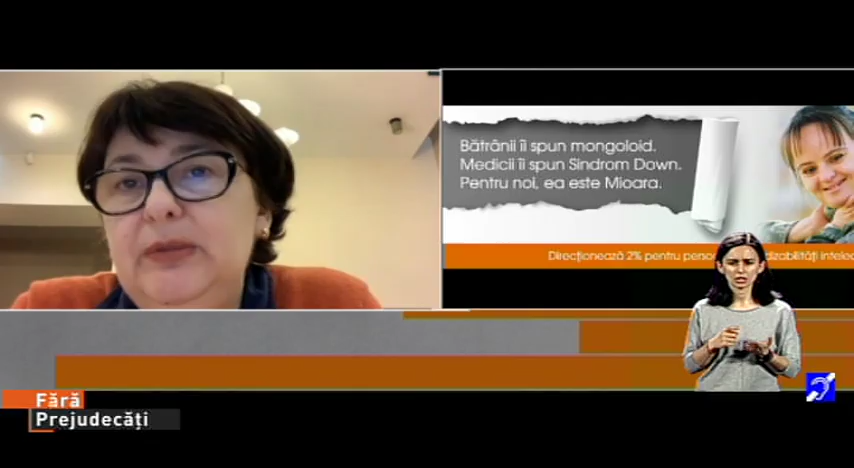 Bătrânii îi spun mongoloid.
Medicii îi spun Sindrom Down.
Pentru noi, ea este Mioara.
Direcționează 2% pentru
Fără
Prejudecăți